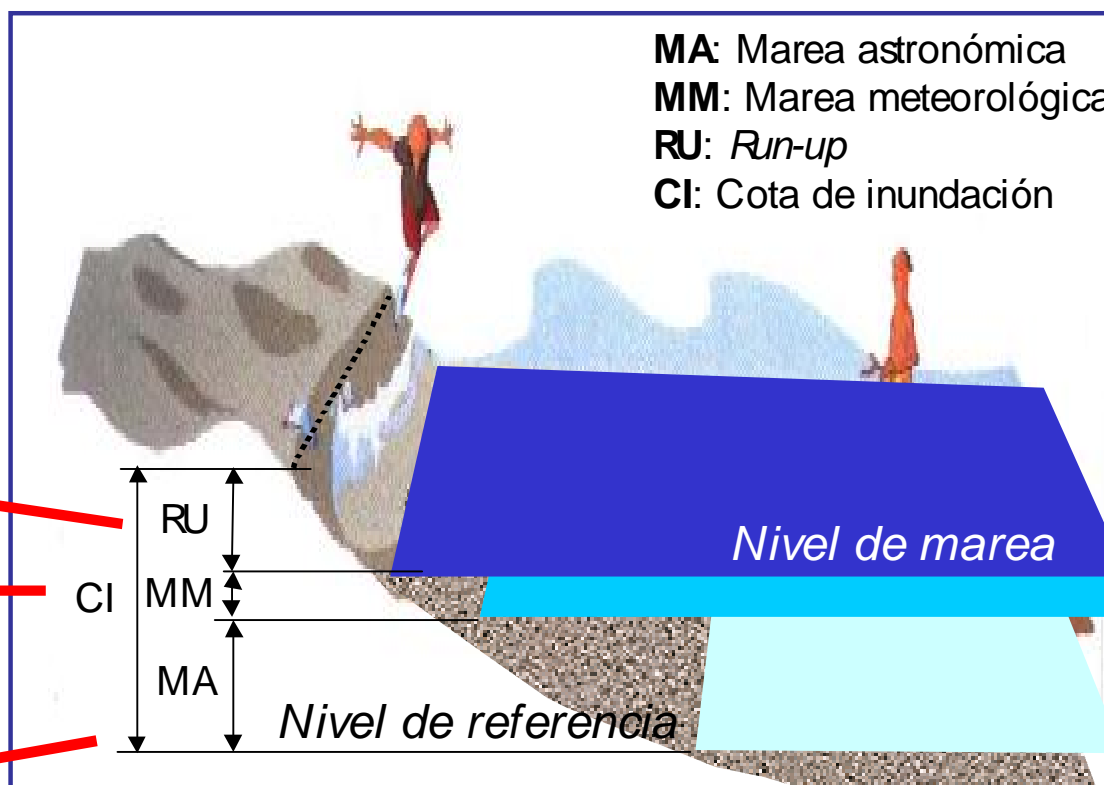 MA: Marea astronómica
MM: Marea meteorológica
RU: Run-up
CI: Cota de inundación
RU
Nivel de marea
CI
MM
MA
Nivel de referencia